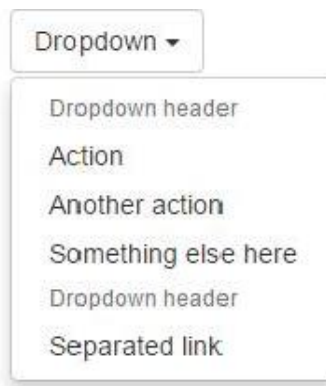 Dropdown
Dropdown header
Action
Another action
Something else here
Dropdown header
Separated link